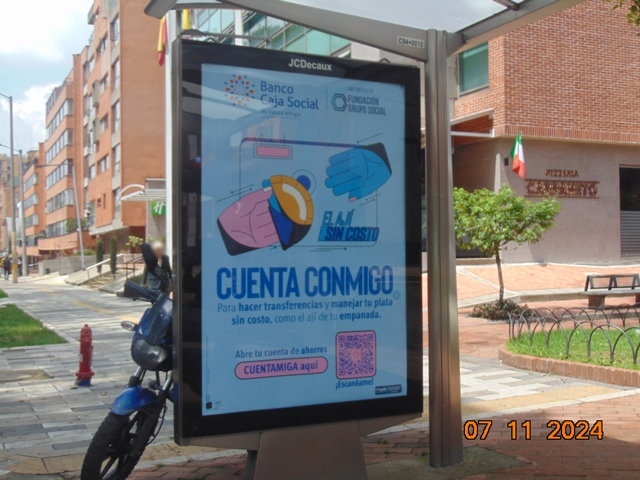 JCDecaux
C94+0012
Banco
Caja Social
FUNDACIÓN
GRUPO SOCIAL
EL AJÍ
SIN COSTO
CUENTA CONMIGO
Para hacer transferencias y manejar tu plata
sin costo, como el ají de tu empanada.
Abre tu cuenta de ahorros
CUENTAMIGA aquí
¡Escanéame!
PIZZERIA
07 11 2024